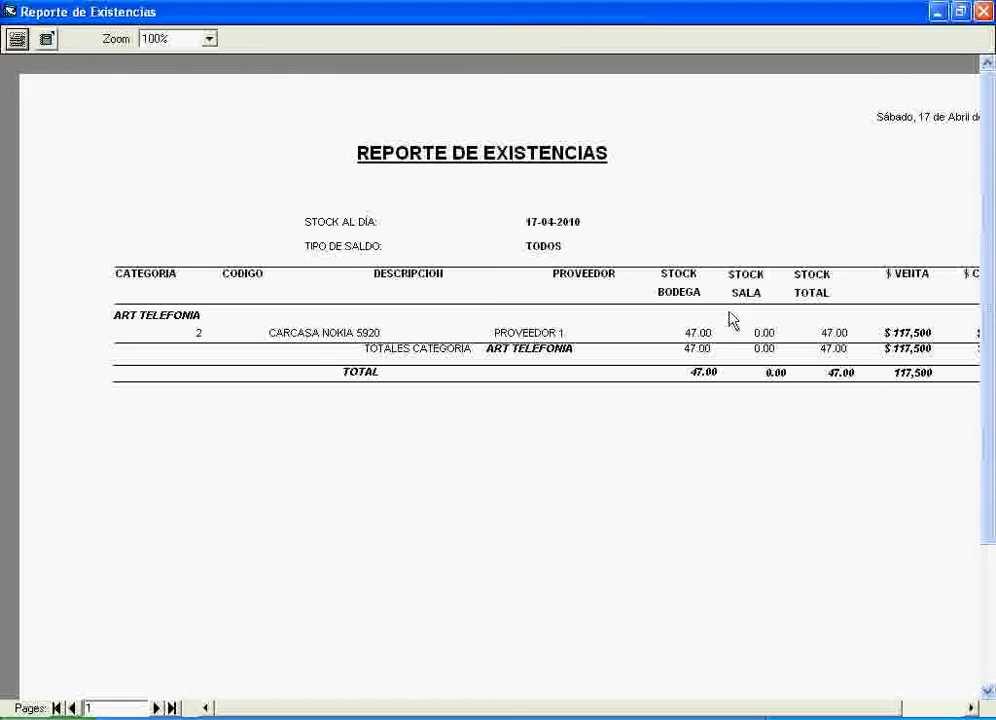 Reporte de Existencias
Zoom 100%
Sábado, 17 de Abril
REPORTE DE EXISTENCIAS
STOCK AL DÍA: 17-04-2010
TIPO DE SALDO: TODOS
CATEGORIA CODIGO DESCRIPCION PROVEEDOR STOCK BODEGA STOCK SALA STOCK TOTAL $ VENTA $ C
ART TELEFONIA
2 CARCASA NOKIA 5920 PROVEEDOR 1 47.00 0.00 47.00 $ 117,500 $
TOTALES CATEGORIA ART TELEFONIA 47.00 0.00 47.00 $ 117,500 $
TOTAL 47.00 0.00 47.00 117,500
Pages: 1